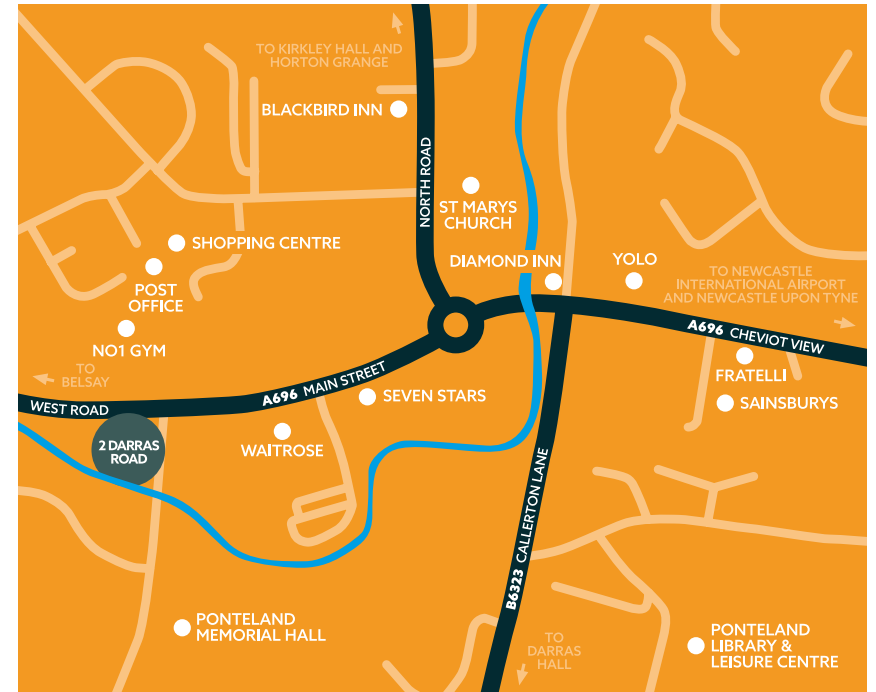 TO KIRKLEY HALL AND
HORTON GRANGE
BLACKBIRD INN
NORTH ROAD
ST MARYS
CHURCH
SHOPPING CENTRE
DIAMOND INN
YOLO
POST
OFFICE
TO NEWCASTLE
INTERNATIONAL AIRPORT
AND NEWCASTLE UPON TYNE
NO1 GYM
A696 CHEVIOT VIEW
TO
BELSAY
FRATELLI
A696 MAIN STREET
SEVEN STARS
SAINSBURYS
WEST ROAD
2 DARRAS
ROAD
WAITROSE
B6323 CALLERTON LANE
PONTELAND
MEMORIAL HALL
TO
DARRAS
HALL
PONTELAND
LIBRARY &
LEISURE CENTRE